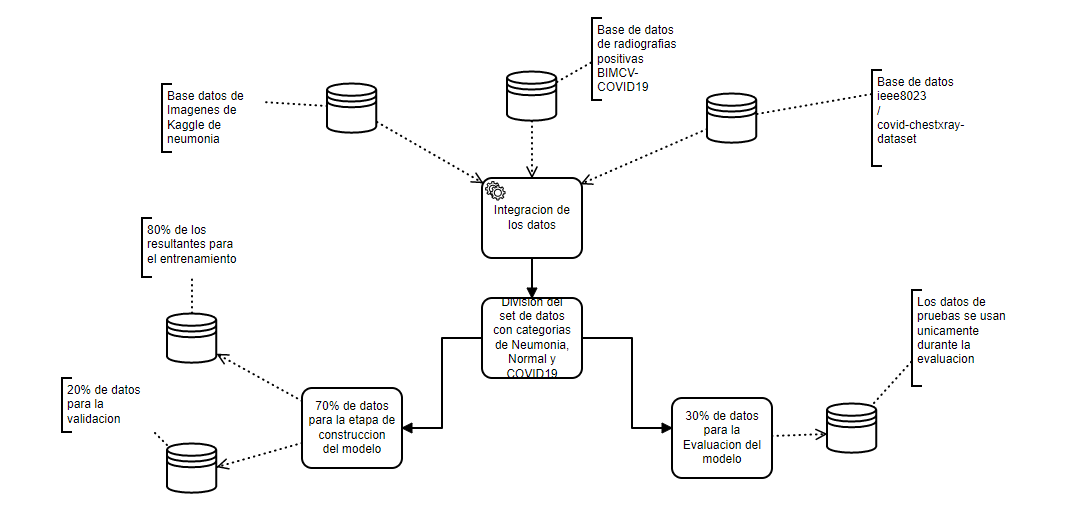 Base de datos
de radiografias
positivas
BIMCV-
COVID19
Base datos de
Imagenes de
Kaggle de
neumonia
Base de datos
ieee8023
/
covid-chestxray-
dataset
Integracion de
los datos
80% de los
resultantes para
el entrenamiento
División del
set de datos
con categorias
de Neumonia,
Normal y
COVID19
Los datos de
pruebas se usan
unicamente
durante la
evaluacion
20% de datos
para la
validacion
70% de datos
para la etapa de
construccion
del modelo
30% de datos
para la
Evaluacion del
modelo